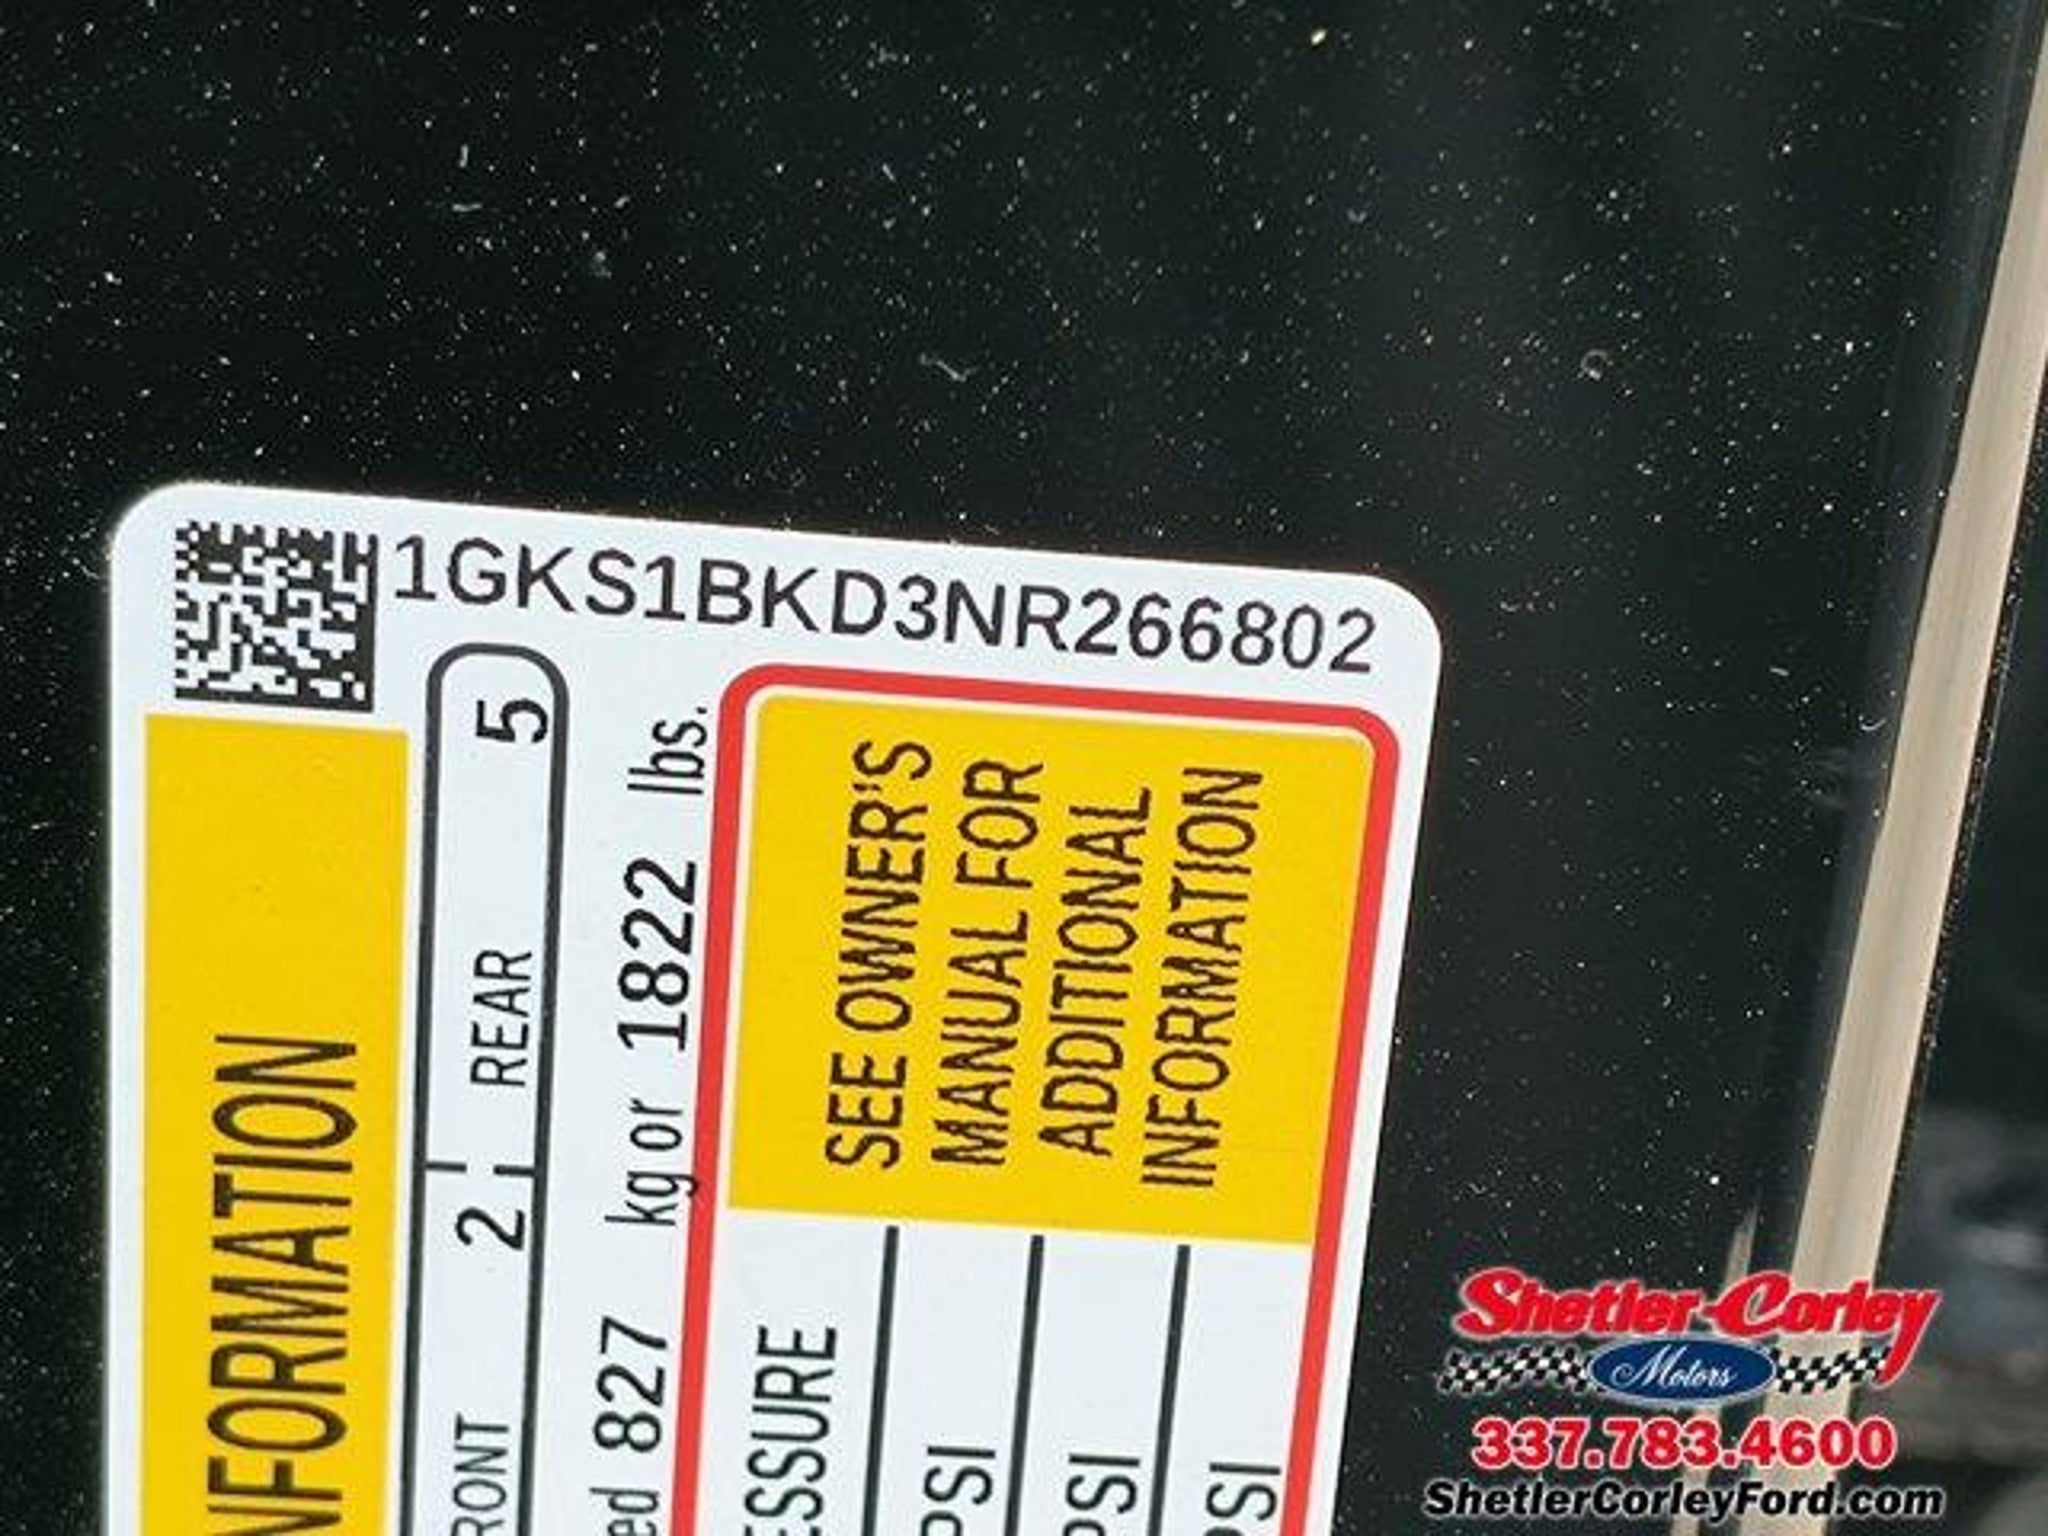 1GKS1BKD3NR266802
NFORMATION
RONT 2 REAR 5
ed 827 kg or 1822 lbs.
ESSURE
PSI
PSI
PSI
SEE OWNER'S
MANUAL FOR
ADDITIONAL
INFORMATION
Shetler-Corley
Motors
337.783.4600
ShetlerCorleyFord.com